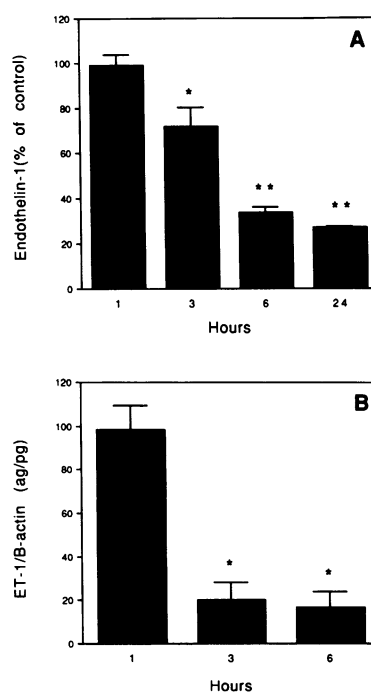 A
Endothelin-1(% of control)
120
100
80
60
40
20
0
*
* *
* *
1 3 6 24
Hours
B
ET-1/B-actin (ag/pg)
120
100
80
60
40
20
0
*
*
1 3 6
Hours